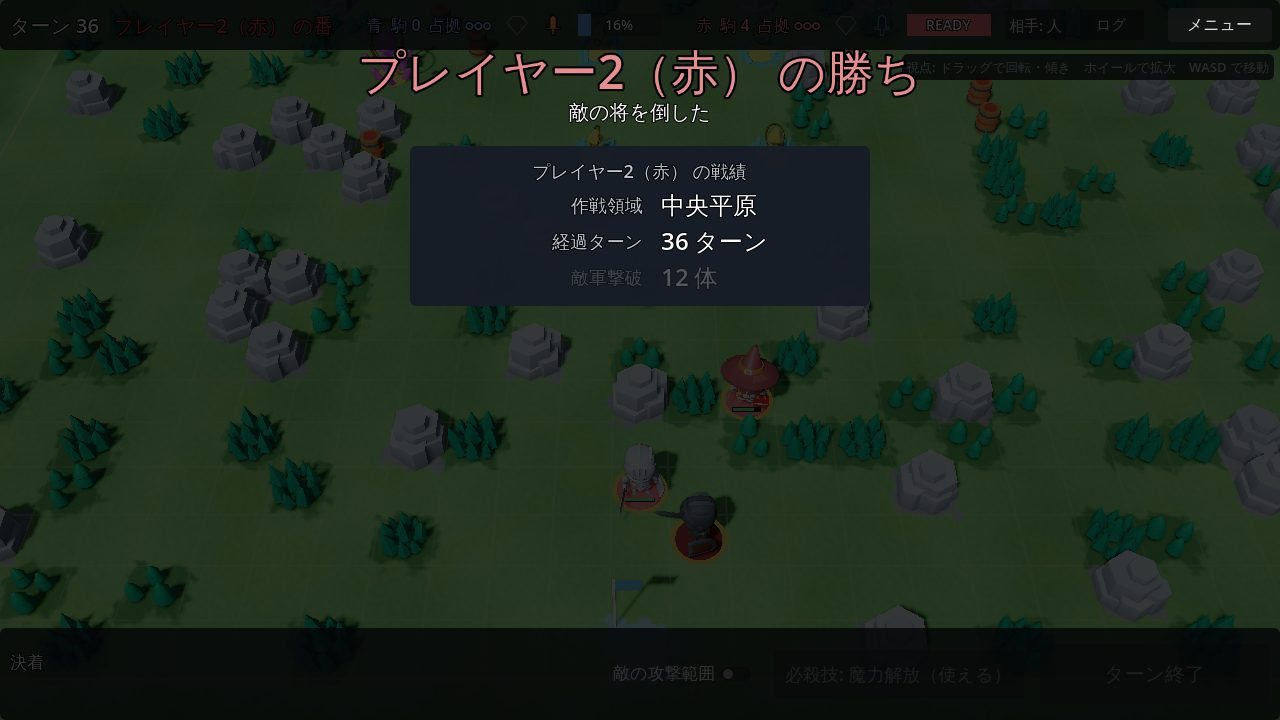 ターン 36 プレイヤー2（赤） の番 青 駒 0 占拠 ○○○ 16% 赤 駒 4 占拠 ○○○ READY 相手: 人 ログ メニュー
視点: ドラッグで回転・傾き ホイールで拡大 WASD で移動
プレイヤー2（赤） の勝ち
敵の将を倒した
プレイヤー2（赤） の戦績
作戦領域 中央平原
経過ターン 36 ターン
敵軍撃破 12 体
決着
敵の攻撃範囲 必殺技: 魔力解放（使える） ターン終了